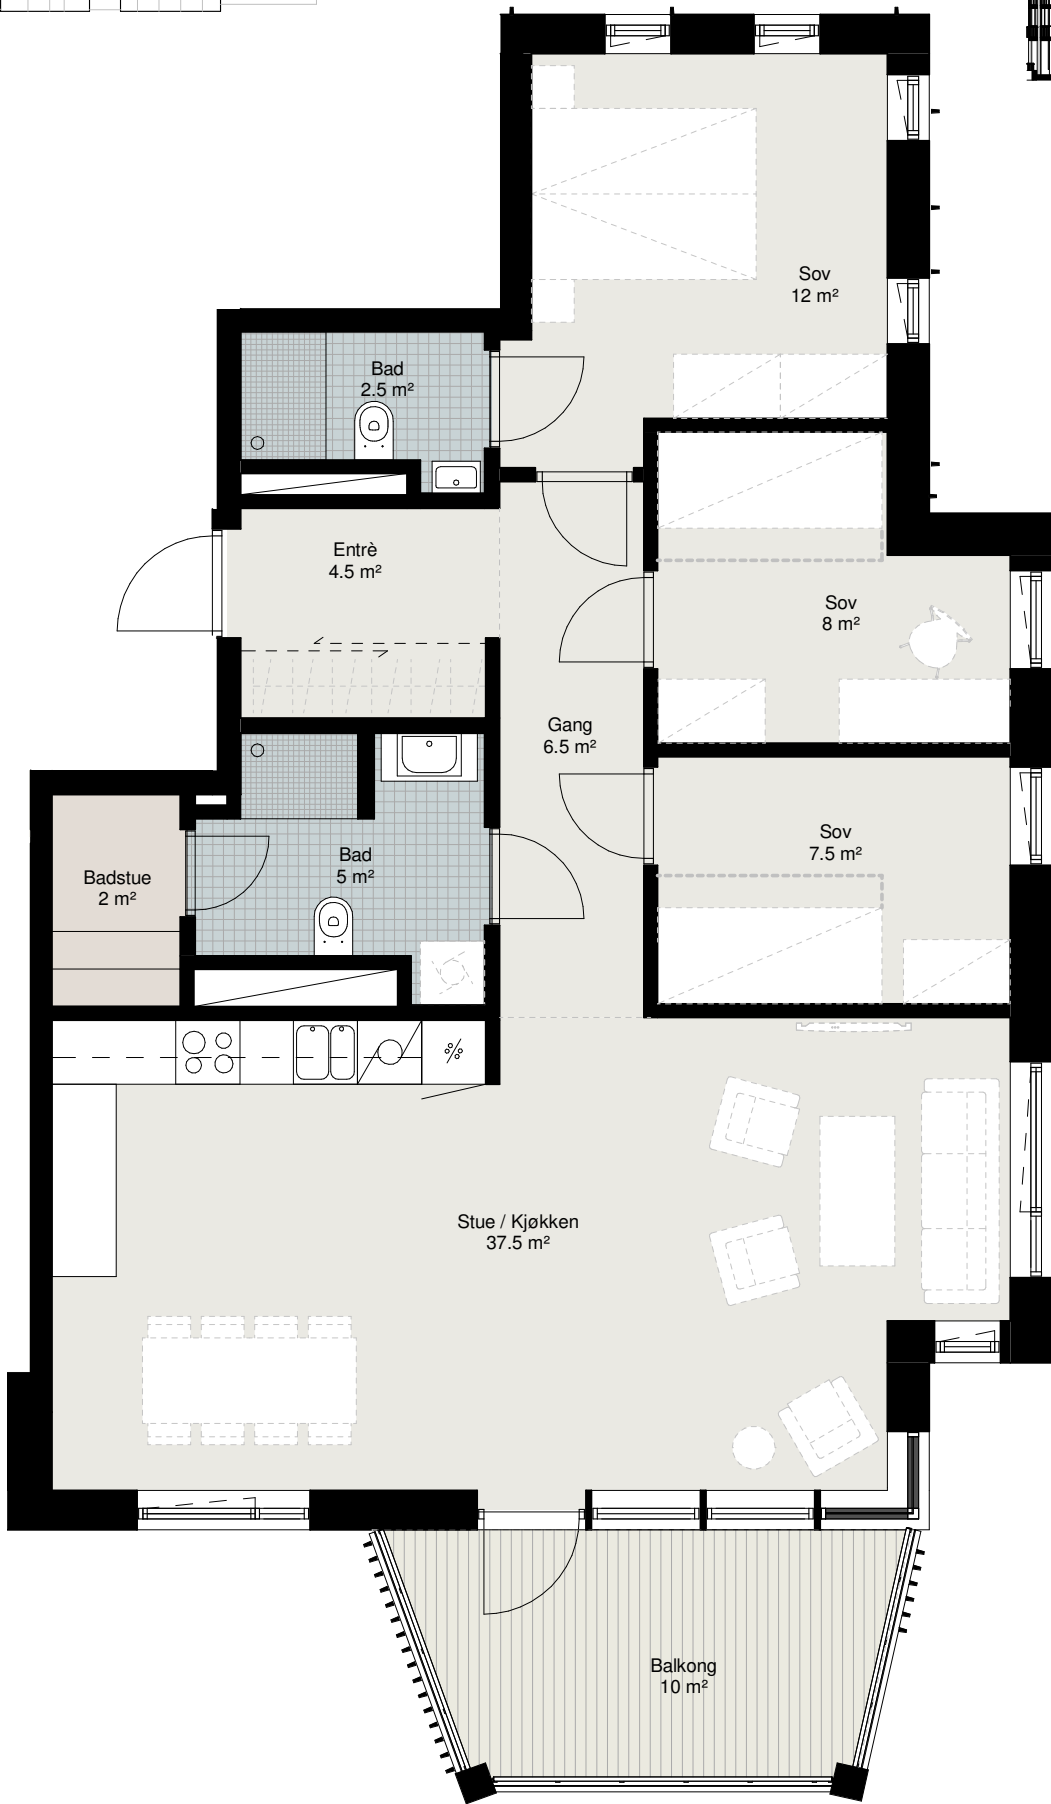 Sov
12 m²
Bad
2.5 m²
Entrè
4.5 m²
Sov
8 m²
Gang
6.5 m²
Sov
7.5 m²
Bad
5 m²
Badstue
2 m²
Stue / Kjøkken
37.5 m²
Balkong
10 m²